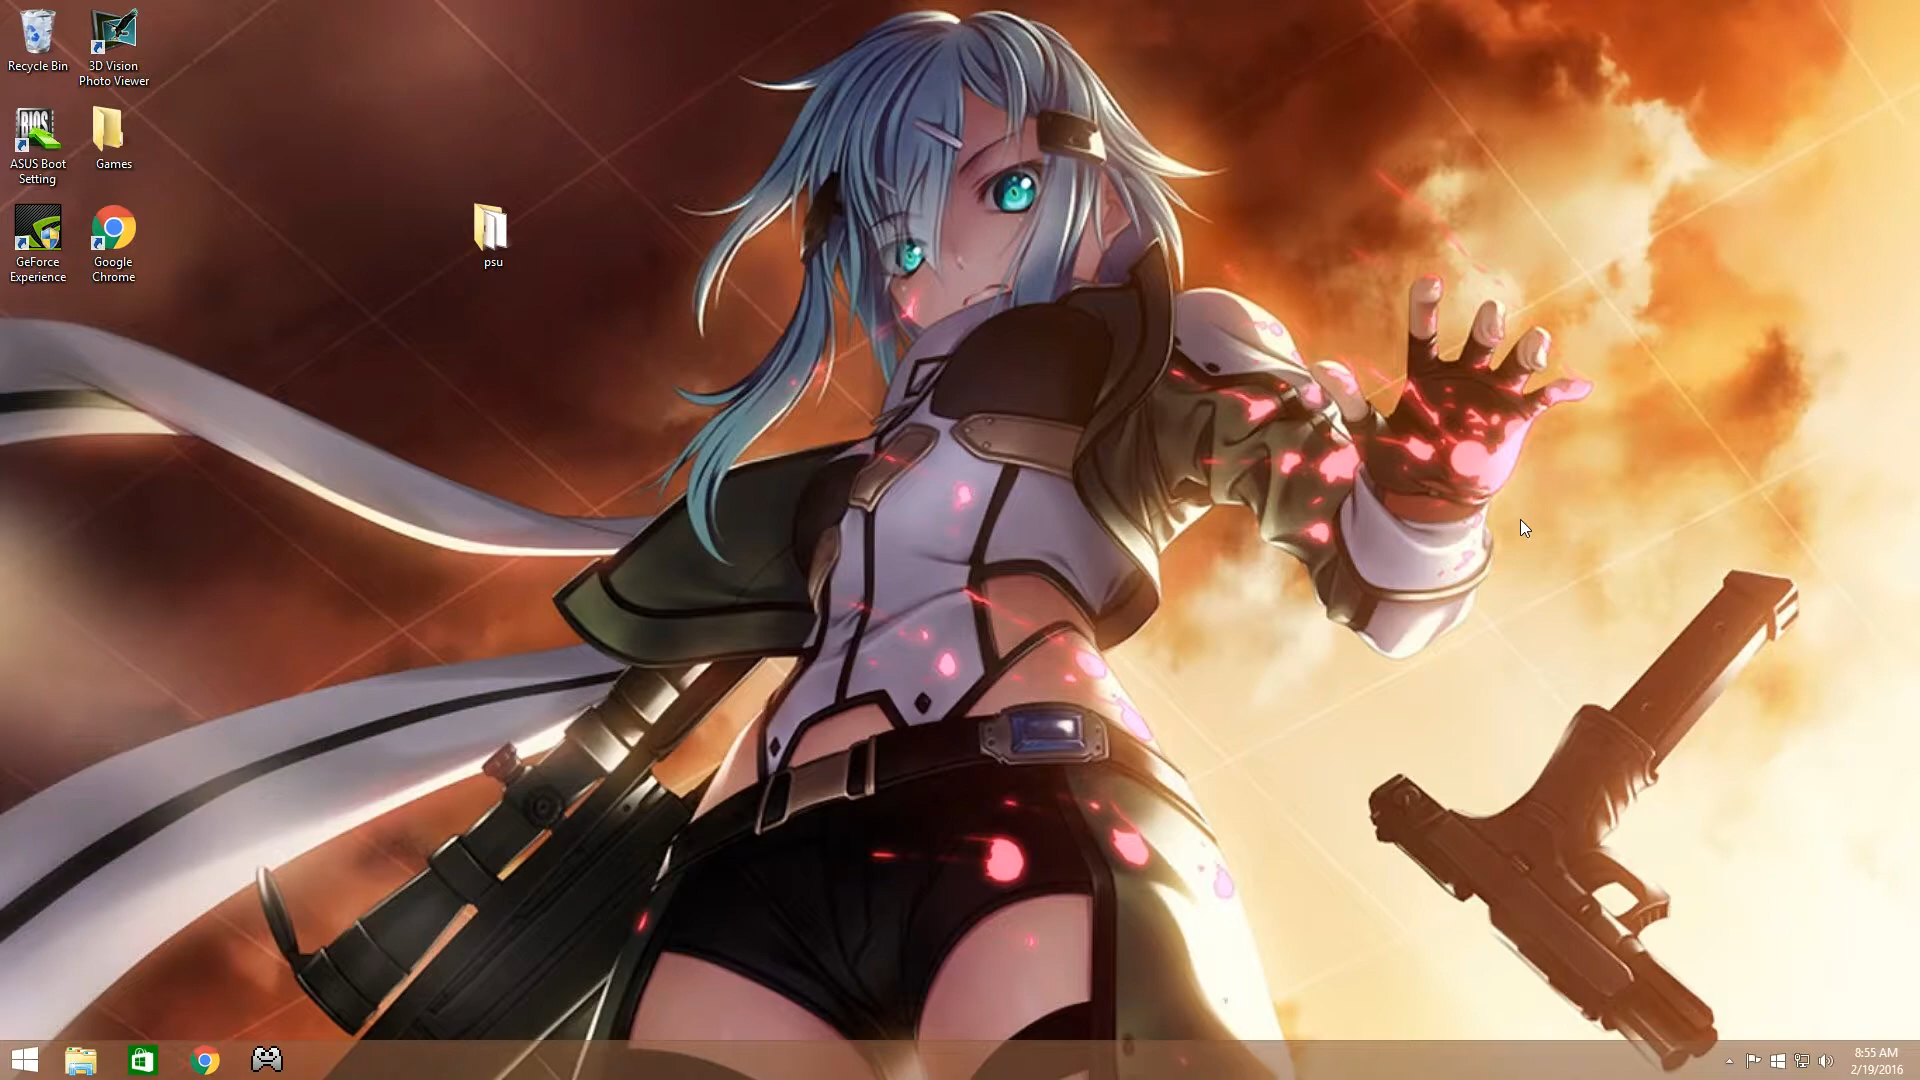 Recycle Bin
3D Vision
Photo Viewer
BIOS
ASUS Boot
Setting
Games
GeForce
Experience
Google
Chrome
psu
8:55 AM
2/19/2016